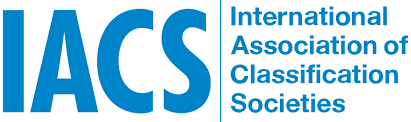 IACS
International
Association of
Classification
Societies